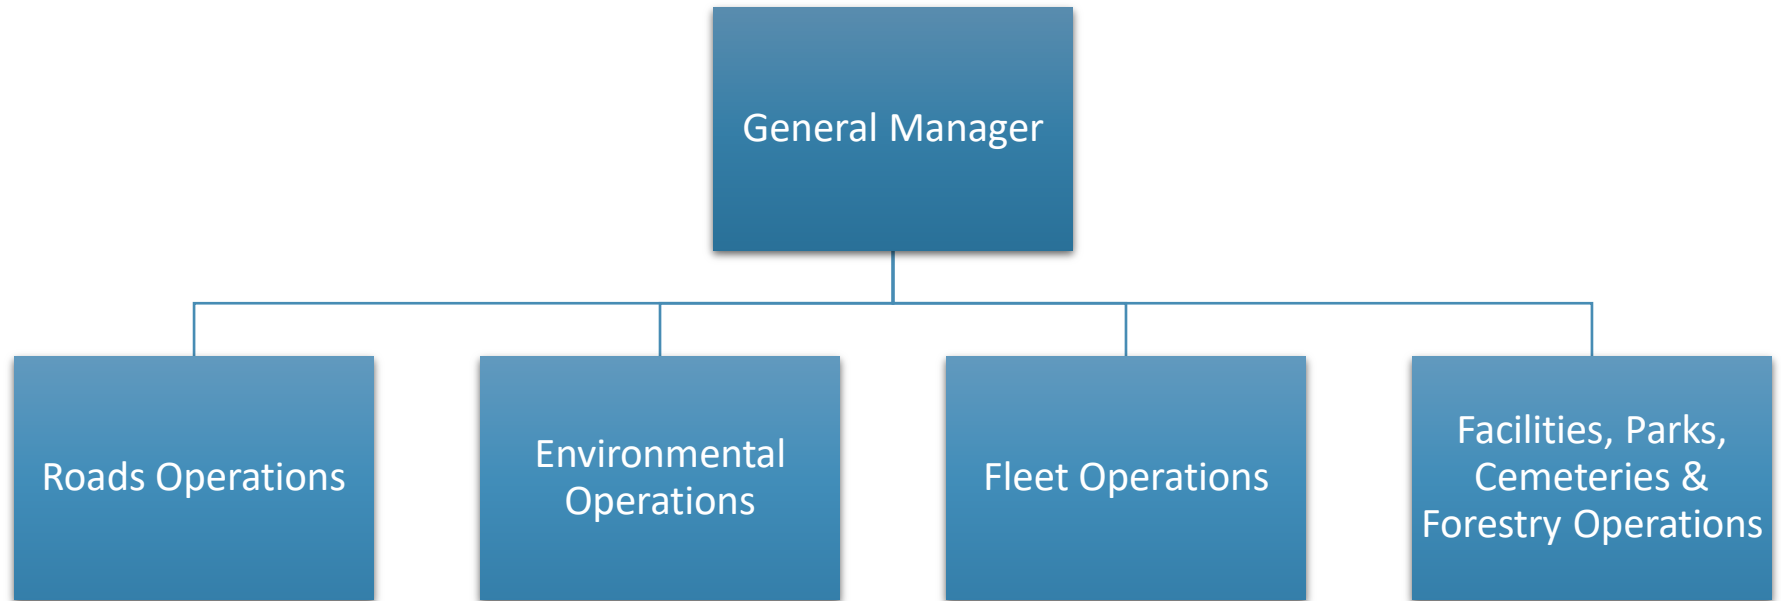 General Manager
Roads Operations
Environmental
Operations
Fleet Operations
Facilities, Parks,
Cemeteries &
Forestry Operations